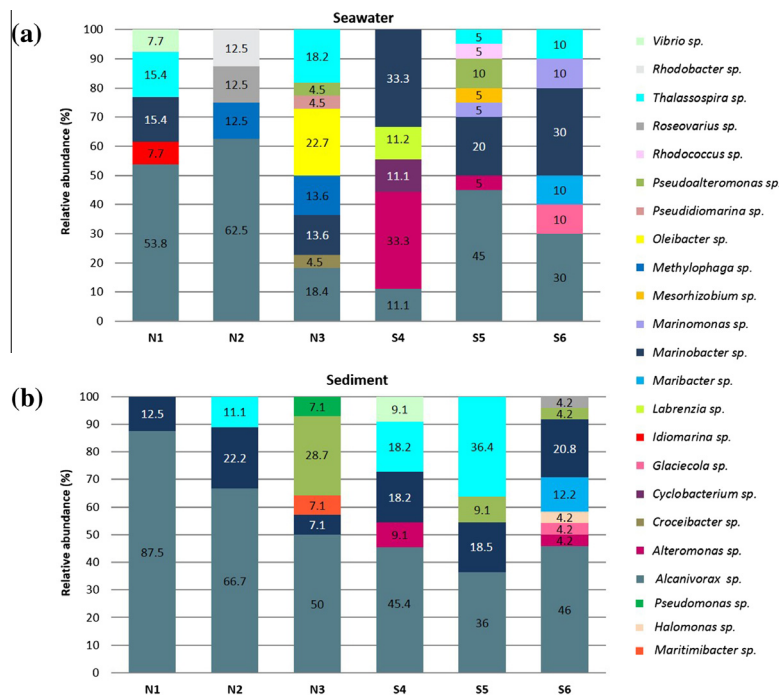 (a)
Seawater
Relative abundance (%)
100
90
80
70
60
50
40
30
20
10
0
7.7
15.4
15.4
7.7
53.8
12.5
12.5
12.5
62.5
18.2
4.5
4.5
22.7
13.6
13.6
4.5
18.4
33.3
11.2
11.1
33.3
11.1
5
5
10
5
5
20
5
45
10
10
30
10
10
30
N1 N2 N3 S4 S5 S6
(b)
Sediment
Relative abundance (%)
100
90
80
70
60
50
40
30
20
10
0
12.5
87.5
11.1
22.2
66.7
7.1
28.7
7.1
7.1
50
9.1
18.2
18.2
9.1
45.4
36.4
9.1
18.5
36
4.2
4.2
20.8
12.2
4.2
4.2
4.2
46
N1 N2 N3 S4 S5 S6
Vibrio sp.
Rhodobacter sp.
Thalassospira sp.
Roseovarius sp.
Rhodococcus sp.
Pseudoalteromonas sp
Pseudidiomarina sp.
Oleibacter sp.
Methylophaga sp.
Mesorhizobium sp.
Marinomonas sp.
Marinobacter sp.
Maribacter sp.
Labrenzia sp.
Idiomarina sp.
Glaciecola sp.
Cyclobacterium sp.
Croceibacter sp.
Alteromonas sp.
Alcanivorax sp.
Pseudomonas sp.
Halomonas sp.
Maritimibacter sp.